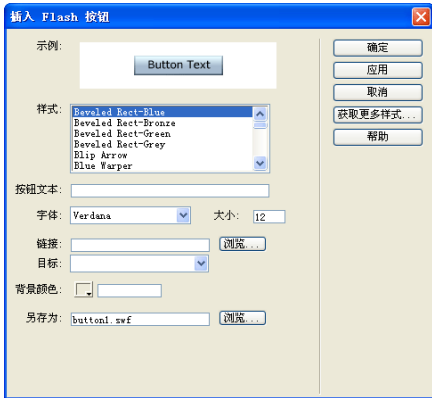 插入 Flash 按钮
示例:
Button Text
样式:
Beveled Rect-Blue
Beveled Rect-Bronze
Beveled Rect-Green
Beveled Rect-Grey
Blip Arrow
Blue Warper
按钮文本:
字体: Verdana 大小: 12
链接: 浏览...
目标:
背景颜色:
另存为: button1.swf 浏览...
确定
应用
取消
获取更多样式...
帮助